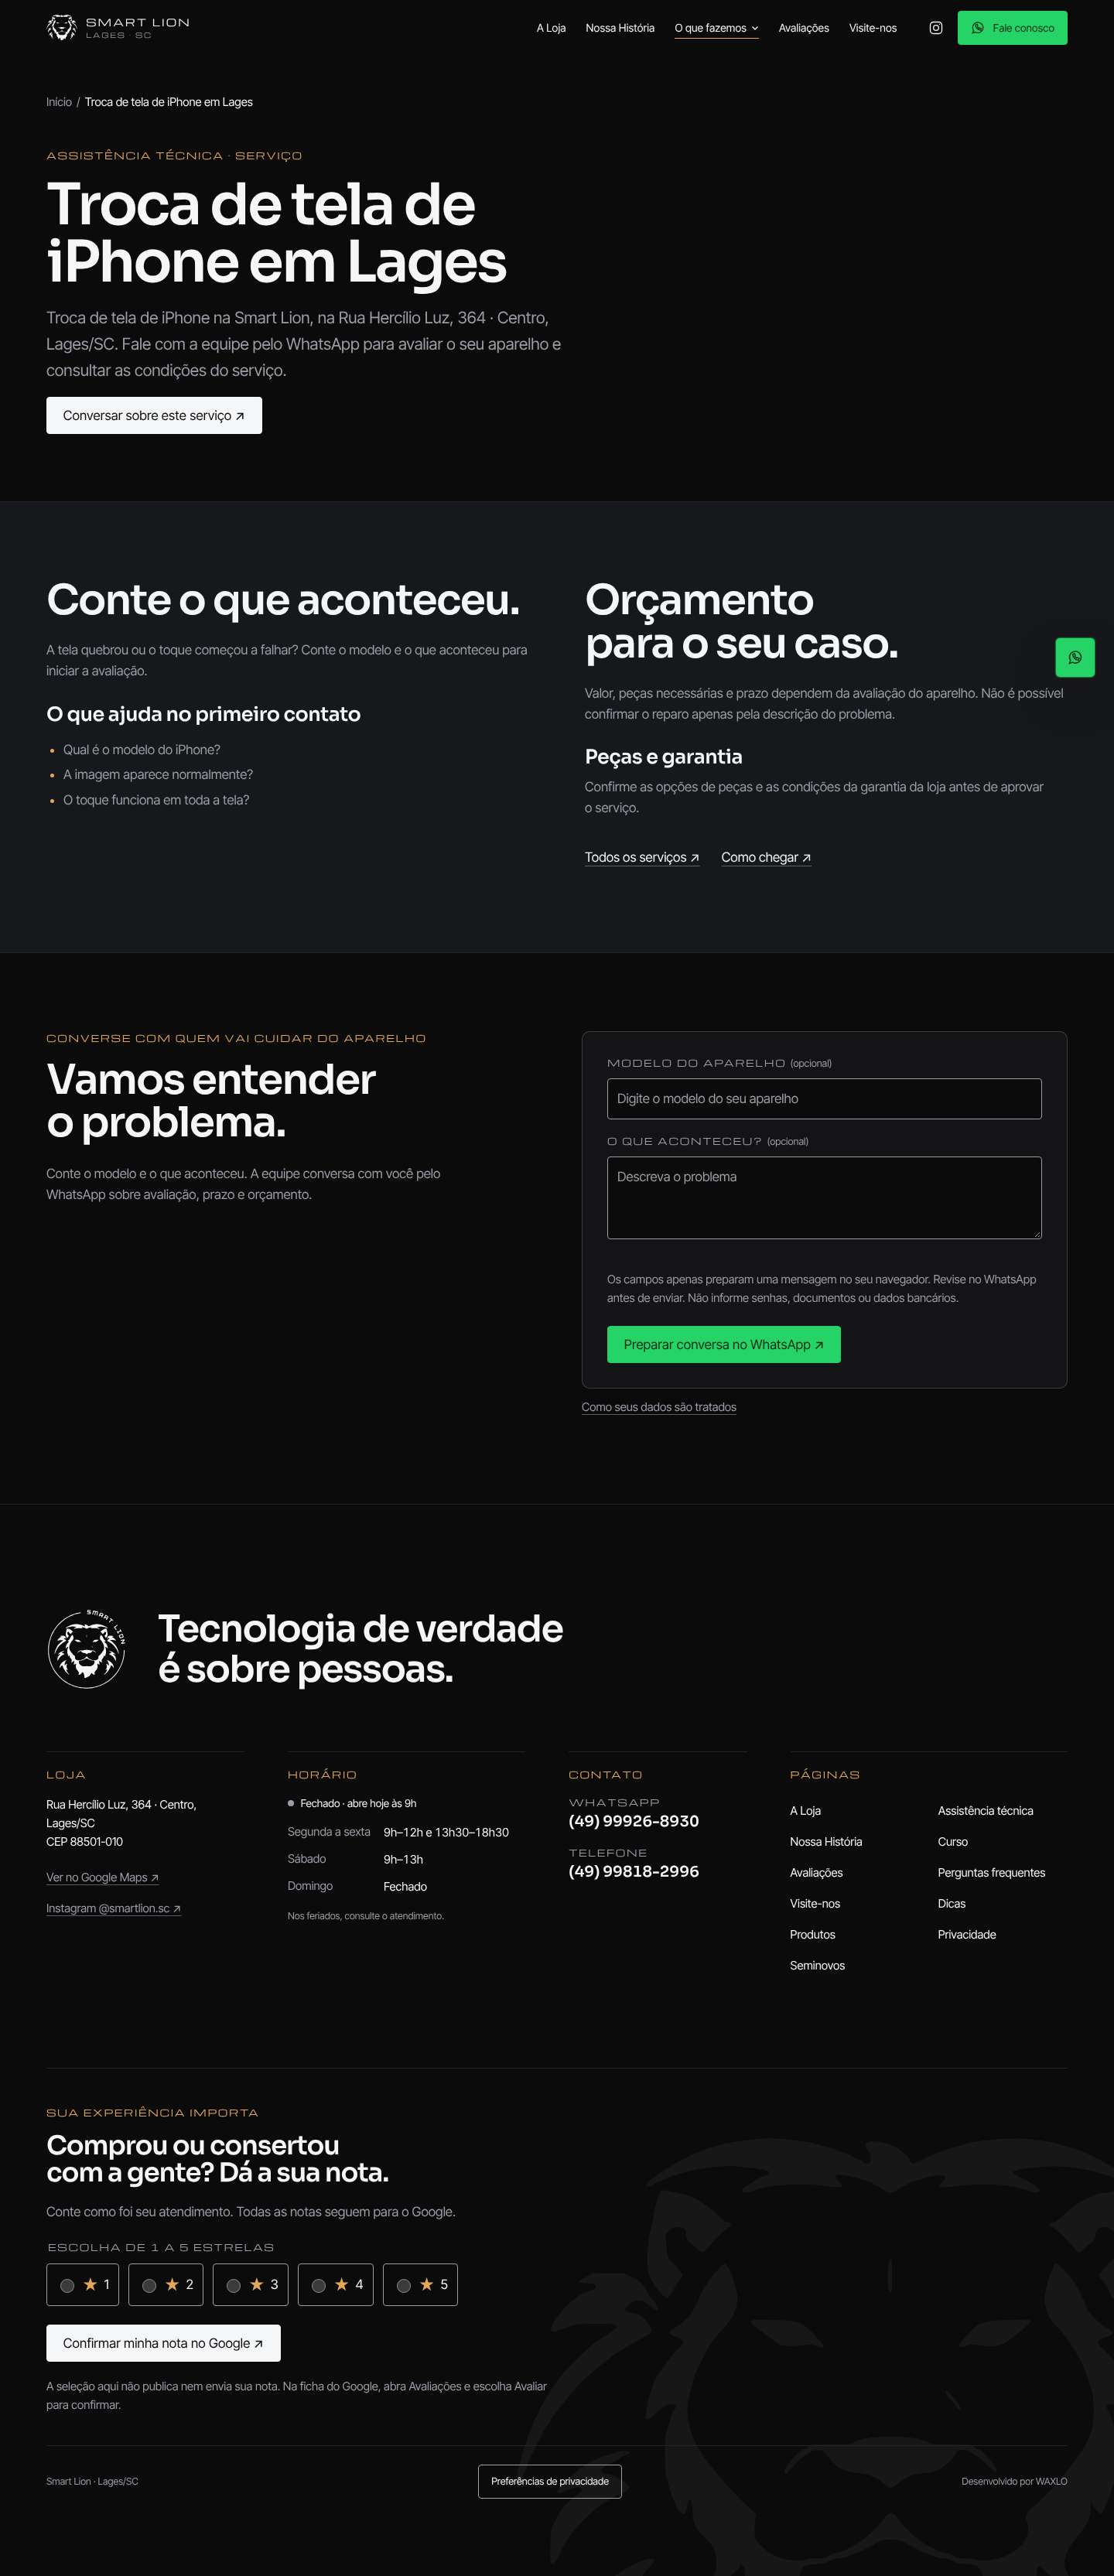 SMART LION
LAGES · SC
A Loja
Nossa História
O que fazemos
Avaliações
Visite-nos
Fale conosco
Início / Troca de tela de iPhone em Lages
ASSISTÊNCIA TÉCNICA · SERVIÇO
Troca de tela de
iPhone em Lages
Troca de tela de iPhone na Smart Lion, na Rua Hercílio Luz, 364 · Centro,
Lages/SC. Fale com a equipe pelo WhatsApp para avaliar o seu aparelho e
consultar as condições do serviço.
Conversar sobre este serviço ↗
Conte o que aconteceu.
A tela quebrou ou o toque começou a falhar? Conte o modelo e o que aconteceu para
iniciar a avaliação.
O que ajuda no primeiro contato
• Qual é o modelo do iPhone?
• A imagem aparece normalmente?
• O toque funciona em toda a tela?
Orçamento
para o seu caso.
Valor, peças necessárias e prazo dependem da avaliação do aparelho. Não é possível
confirmar o reparo apenas pela descrição do problema.
Peças e garantia
Confirme as opções de peças e as condições da garantia da loja antes de aprovar
o serviço.
Todos os serviços ↗
Como chegar ↗
CONVERSE COM QUEM VAI CUIDAR DO APARELHO
Vamos entender
o problema.
Conte o modelo e o que aconteceu. A equipe conversa com você pelo
WhatsApp sobre avaliação, prazo e orçamento.
MODELO DO APARELHO (opcional)
Digite o modelo do seu aparelho
O QUE ACONTECEU? (opcional)
Descreva o problema
Os campos apenas preparam uma mensagem no seu navegador. Revise no WhatsApp
antes de enviar. Não informe senhas, documentos ou dados bancários.
Preparar conversa no WhatsApp ↗
Como seus dados são tratados
SMART LION
Tecnologia de verdade
é sobre pessoas.
LOJA
Rua Hercílio Luz, 364 · Centro,
Lages/SC
CEP 88501-010
Ver no Google Maps ↗
Instagram @smartlion.sc ↗
HORÁRIO
Fechado · abre hoje às 9h
Segunda a sexta 9h–12h e 13h30–18h30
Sábado 9h–13h
Domingo Fechado
Nos feriados, consulte o atendimento.
CONTATO
WHATSAPP
(49) 99926-8930
TELEFONE
(49) 99818-2996
PÁGINAS
A Loja
Nossa História
Avaliações
Visite-nos
Produtos
Seminovos
Assistência técnica
Curso
Perguntas frequentes
Dicas
Privacidade
SUA EXPERIÊNCIA IMPORTA
Comprou ou consertou
com a gente? Dá a sua nota.
Conte como foi seu atendimento. Todas as notas seguem para o Google.
ESCOLHA DE 1 A 5 ESTRELAS
★ 1
★ 2
★ 3
★ 4
★ 5
Confirmar minha nota no Google ↗
A seleção aqui não publica nem envia sua nota. Na ficha do Google, abra Avaliações e escolha Avaliar
para confirmar.
Smart Lion · Lages/SC
Preferências de privacidade
Desenvolvido por WAXLO